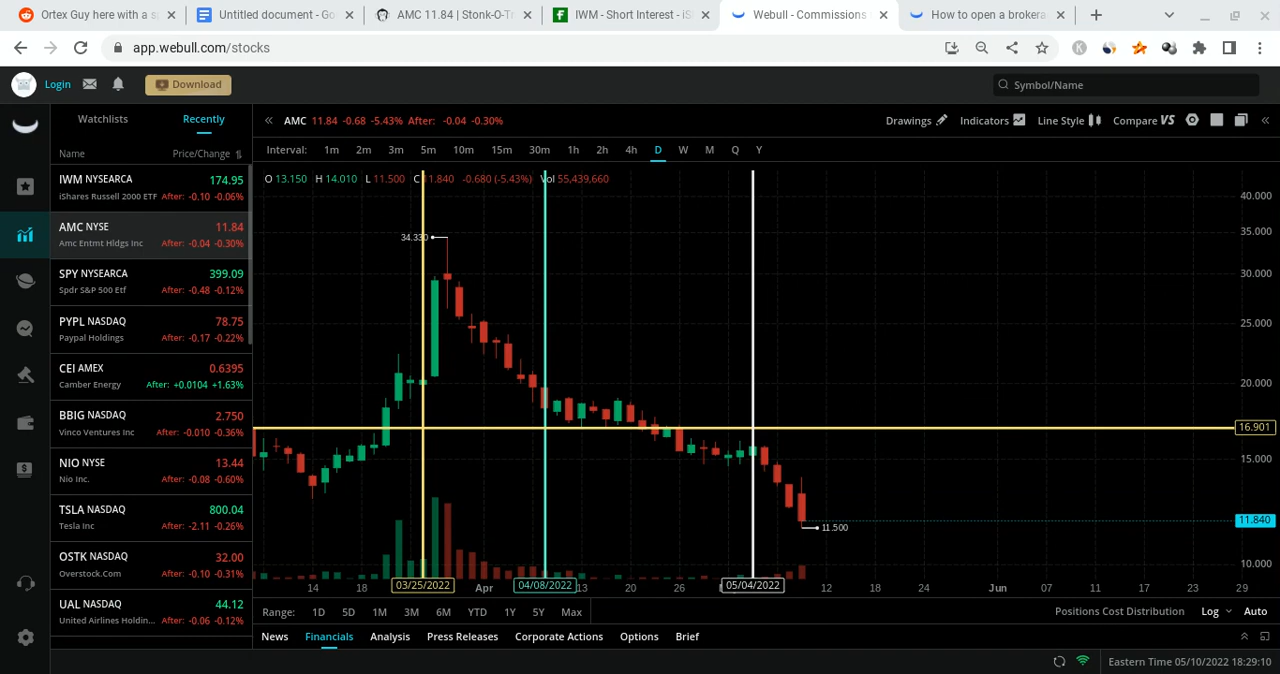 Ortex Guy here with a s
Untitled document - Go
AMC 11.84 | Stonk-O-Tr
IWM - Short Interest - iS
Webull - Commissions
How to open a brokera
app.webull.com/stocks
K
Login
Download
Symbol/Name
Watchlists Recently
Name Price/Change
IWM NYSEARCA 174.95
iShares Russell 2000 ETF After: -0.10 -0.06%
AMC NYSE 11.84
Amc Entmt Hldgs Inc After: -0.04 -0.30%
SPY NYSEARCA 399.09
Spdr S&P 500 Etf After: -0.48 -0.12%
PYPL NASDAQ 78.75
Paypal Holdings After: -0.17 -0.22%
CEI AMEX 0.6395
Camber Energy After: +0.0104 +1.63%
BBIG NASDAQ 2.750
Vinco Ventures Inc After: -0.010 -0.36%
NIO NYSE 13.44
Nio Inc. After: -0.08 -0.60%
TSLA NASDAQ 800.04
Tesla Inc After: -2.11 -0.26%
OSTK NASDAQ 32.00
Overstock.Com After: -0.10 -0.31%
UAL NASDAQ 44.12
United Airlines Holdin... After: -0.06 -0.12%
AMC 11.84 -0.68 -5.43% After: -0.04 -0.30%
Drawings Indicators Line Style Compare VS
Interval: 1m 2m 3m 5m 10m 15m 30m 1h 2h 4h D W M Q Y
O 13.150 H 14.010 L 11.500 C 11.840 -0.680 (-5.43%) Vol 55,439,660
40.000
35.000
34.330
30.000
25.000
20.000
16.901
15.000
11.840
11.500
10.000
14 18 03/25/2022 Apr 04/08/2022 13 20 26 05/04/2022 12 18 24 Jun 07 11 17 23 29
Range: 1D 5D 1M 3M 6M YTD 1Y 5Y Max
Positions Cost Distribution Log Auto
News Financials Analysis Press Releases Corporate Actions Options Brief
Eastern Time 05/10/2022 18:29:10